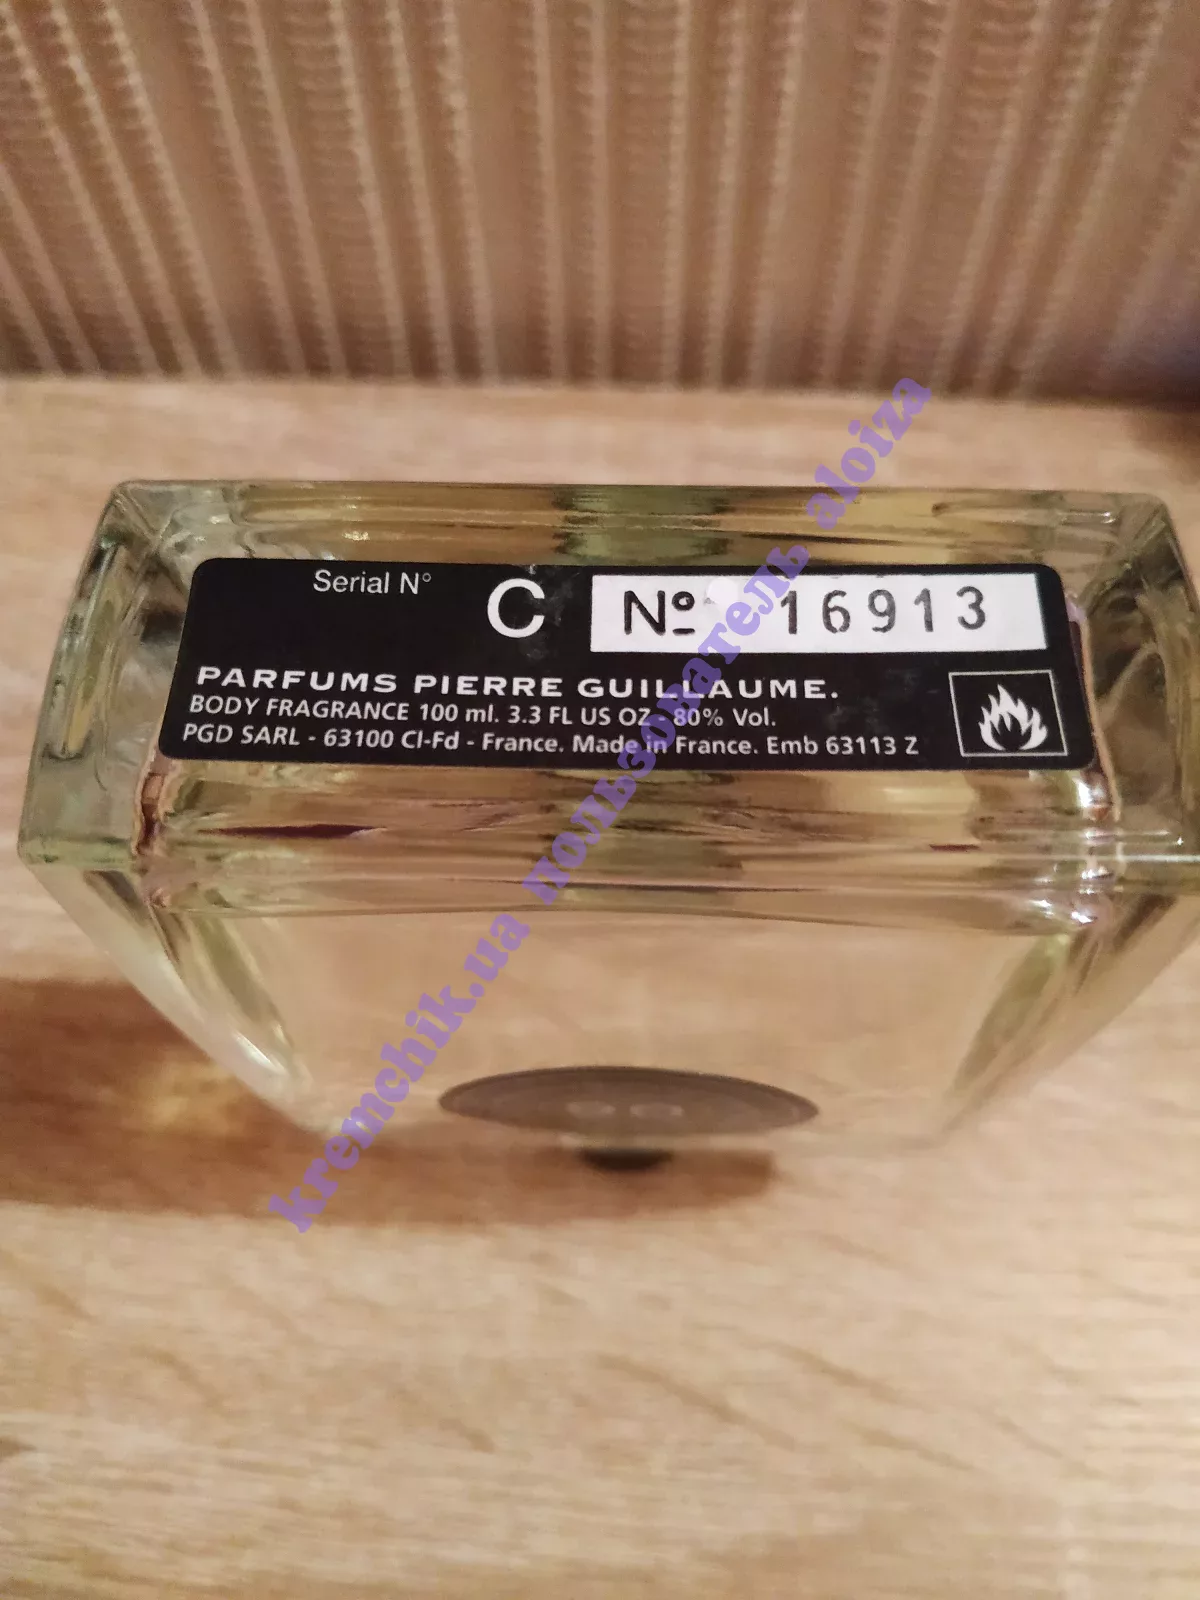 Serial N°
C
Nº 16913
PARFUMS PIERRE GUILLAUME.
BODY FRAGRANCE 100 ml. 3.3 FL US OZ 80% Vol.
PGD SARL - 63100 Cl-Fd - France. Made in France. Emb 63113 Z
kremchik.ua пользователь aloiza